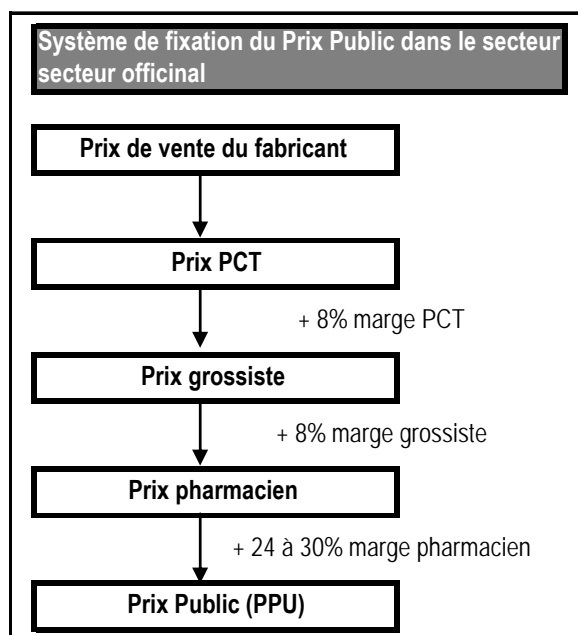 Système de fixation du Prix Public dans le secteur
secteur officinal
Prix de vente du fabricant
Prix PCT
+ 8% marge PCT
Prix grossiste
+ 8% marge grossiste
Prix pharmacien
+ 24 à 30% marge pharmacien
Prix Public (PPU)